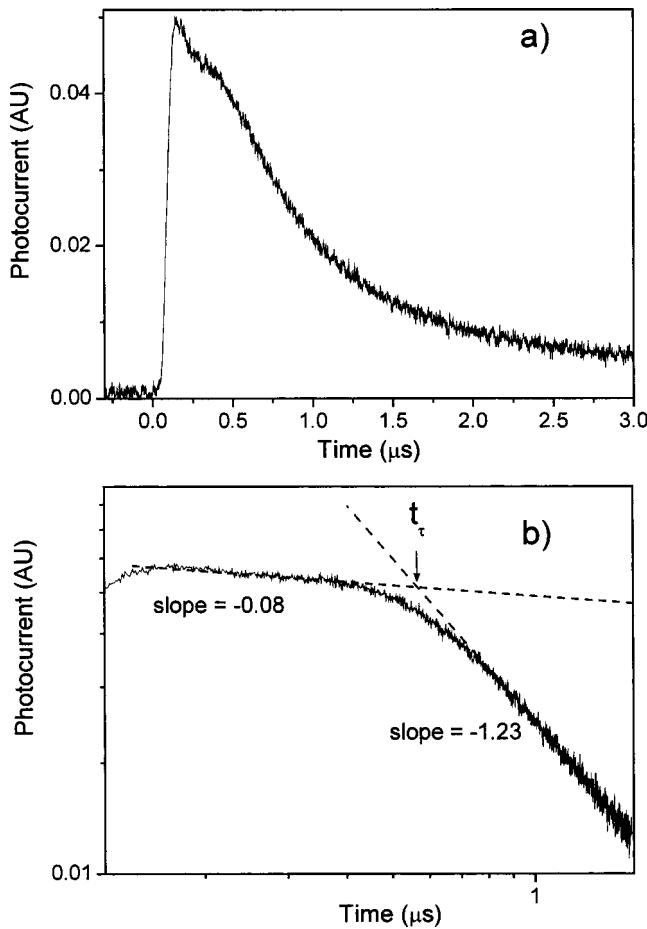 a)
Photocurrent (AU)
0.04
0.02
0.00
0.0 0.5 1.0 1.5 2.0 2.5 3.0
Time (μs)
b)
t_τ
Photocurrent (AU)
slope = -0.08
slope = -1.23
0.01
1
Time (μs)